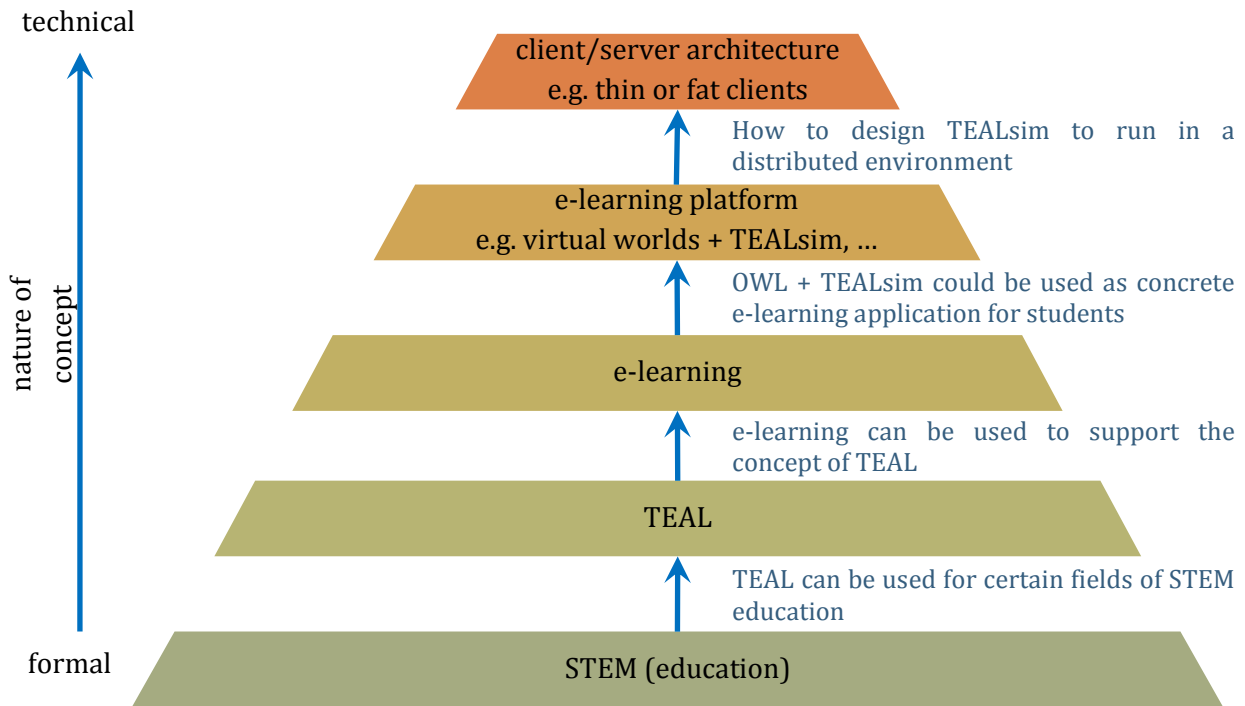 technical
client/server architecture
e.g. thin or fat clients
How to design TEALsim to run in a
distributed environment
e-learning platform
e.g. virtual worlds + TEALsim, …
OWL + TEALsim could be used as concrete
e-learning application for students
nature of
concept
e-learning
e-learning can be used to support the
concept of TEAL
TEAL
TEAL can be used for certain fields of STEM
education
formal
STEM (education)